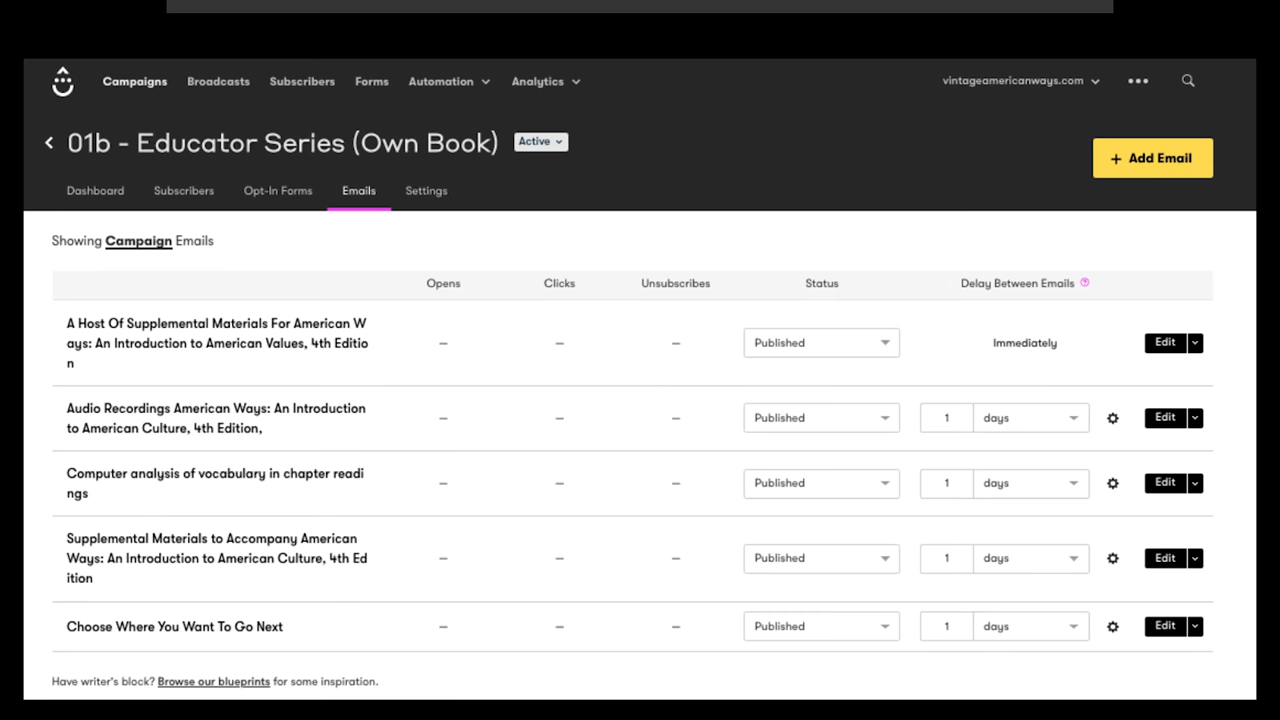 Campaigns Broadcasts Subscribers Forms Automation Analytics vintageamericanways.com
01b - Educator Series (Own Book) Active
+ Add Email
Dashboard Subscribers Opt-In Forms Emails Settings
Showing Campaign Emails
Opens Clicks Unsubscribes Status Delay Between Emails ?
A Host Of Supplemental Materials For American W
ays: An Introduction to American Values, 4th Editio
n
– – – Published Immediately Edit
Audio Recordings American Ways: An Introduction
to American Culture, 4th Edition,
– – – Published 1 days Edit
Computer analysis of vocabulary in chapter readi
ngs
– – – Published 1 days Edit
Supplemental Materials to Accompany American
Ways: An Introduction to American Culture, 4th Ed
ition
– – – Published 1 days Edit
Choose Where You Want To Go Next – – – Published 1 days Edit
Have writer's block? Browse our blueprints for some inspiration.